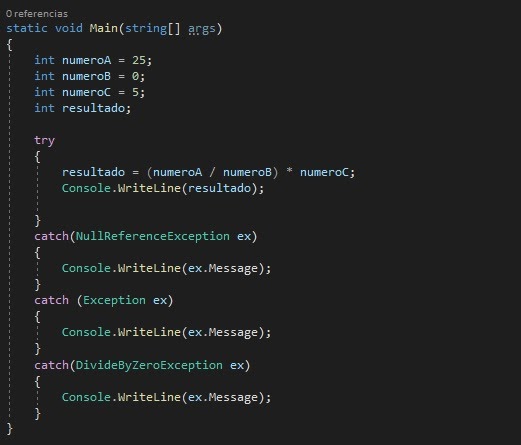 0 referencias
static void Main(string[] args)
{
int numeroA = 25;
int numeroB = 0;
int numeroC = 5;
int resultado;
try
{
resultado = (numeroA / numeroB) * numeroC;
Console.WriteLine(resultado);
}
catch(NullReferenceException ex)
{
Console.WriteLine(ex.Message);
}
catch (Exception ex)
{
Console.WriteLine(ex.Message);
}
catch(DivideByZeroException ex)
{
Console.WriteLine(ex.Message);
}
}